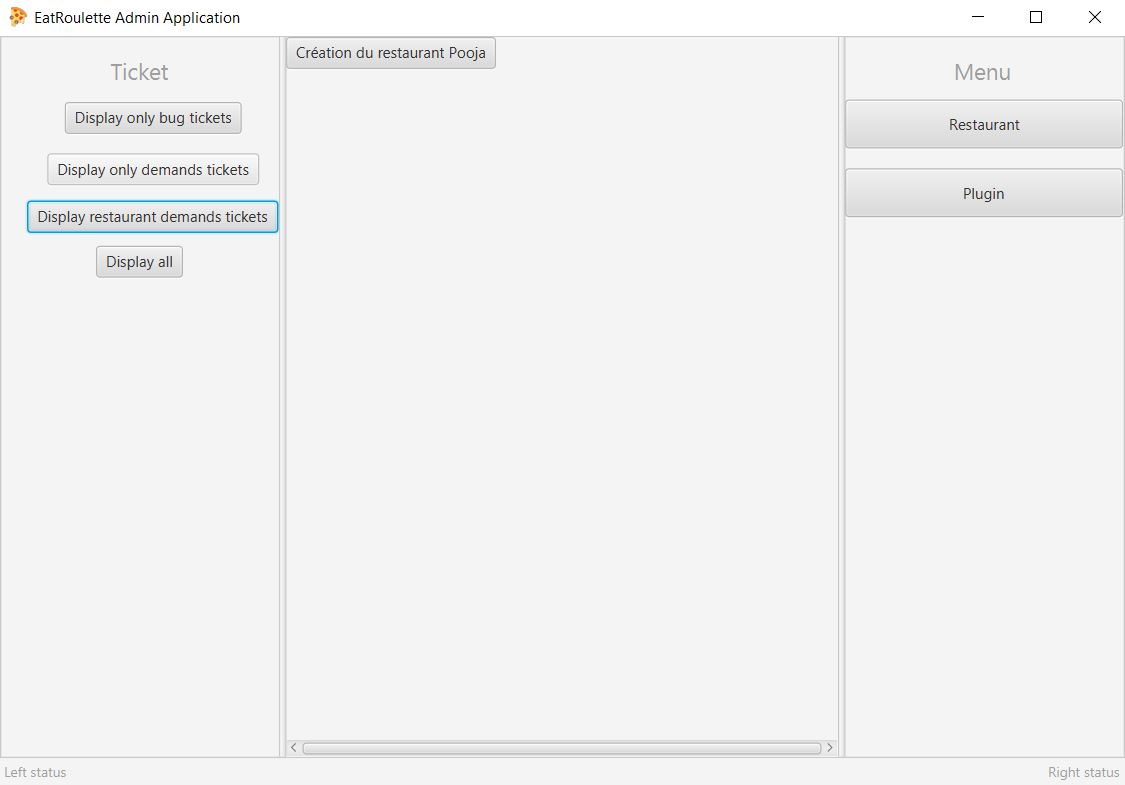 EatRoulette Admin Application
Ticket
Display only bug tickets
Display only demands tickets
Display restaurant demands tickets
Display all
Création du restaurant Pooja
Menu
Restaurant
Plugin
Left status
Right status